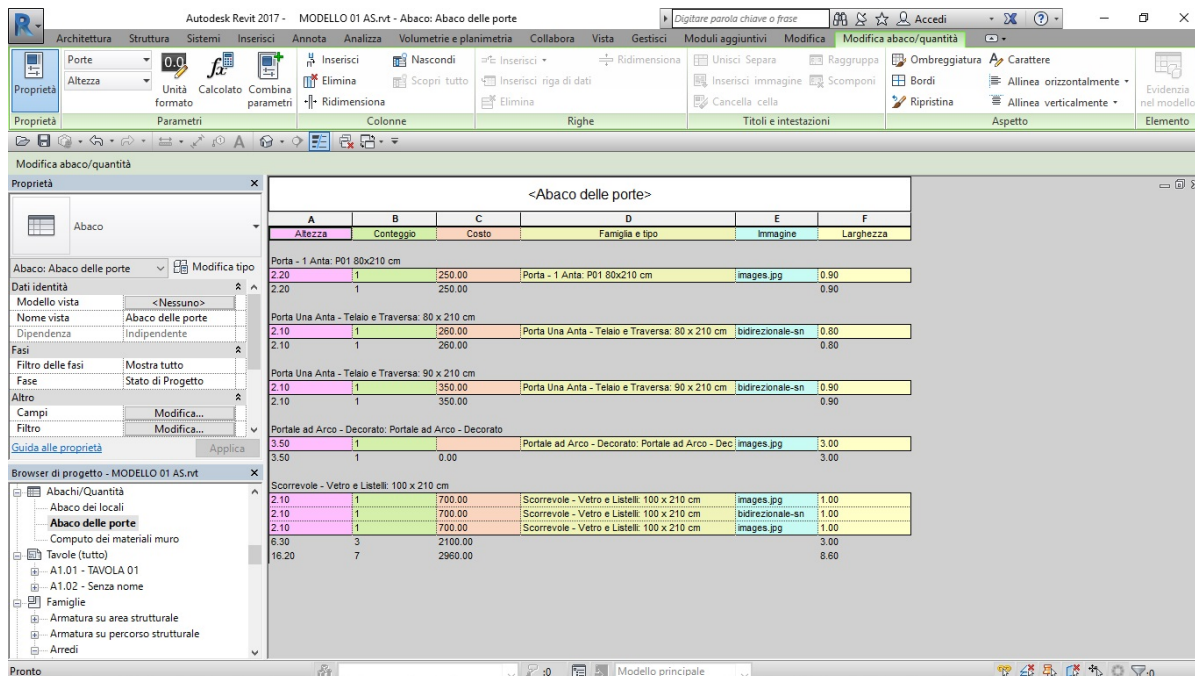 Autodesk Revit 2017 - MODELLO 01 AS.rvt - Abaco: Abaco delle porte
Digitare parola chiave o frase
Accedi
Architettura Struttura Sistemi Inserisci Annota Analizza Volumetrie e planimetria Collabora Vista Gestisci Moduli aggiuntivi Modifica Modifica abaco/quantità
Porte 0.0 fx Inserisci Nascondi Inserisci Ridimensiona Unisci Separa Raggruppa Ombreggiatura Carattere
Altezza Elimina Scopri tutto Inserisci riga di dati Inserisci immagine Scomponi Bordi Allinea orizzontalmente
Proprietà Unità formato Calcolato Combina parametri Ridimensiona Elimina Cancella cella Ripristina Allinea verticalmente Evidenzia nel modello
Proprietà Parametri Colonne Righe Titoli e intestazioni Aspetto Elemento
Modifica abaco/quantità
Proprietà
Abaco
Abaco: Abaco delle porte Modifica tipo
Dati identità
Modello vista <Nessuno>
Nome vista Abaco delle porte
Dipendenza Indipendente
Fasi
Filtro delle fasi Mostra tutto
Fase Stato di Progetto
Altro
Campi Modifica...
Filtro Modifica...
Guida alle proprietà Applica
Browser di progetto - MODELLO 01 AS.rvt
Abachi/Quantità
Abaco dei locali
Abaco delle porte
Computo dei materiali muro
Tavole (tutto)
A1.01 - TAVOLA 01
A1.02 - Senza nome
Famiglie
Armatura su area strutturale
Armatura su percorso strutturale
Arredi
<Abaco delle porte>
A B C D E F
Altezza Conteggio Costo Famiglia e tipo Immagine Larghezza
Porta - 1 Anta: P01 80x210 cm
2.20 1 250.00 Porta - 1 Anta: P01 80x210 cm images.jpg 0.90
2.20 1 250.00 0.90
Porta Una Anta - Telaio e Traversa: 80 x 210 cm
2.10 1 260.00 Porta Una Anta - Telaio e Traversa: 80 x 210 cm bidirezionale-sn 0.80
2.10 1 260.00 0.80
Porta Una Anta - Telaio e Traversa: 90 x 210 cm
2.10 1 350.00 Porta Una Anta - Telaio e Traversa: 90 x 210 cm bidirezionale-sn 0.90
2.10 1 350.00 0.90
Portale ad Arco - Decorato: Portale ad Arco - Decorato
3.50 1 Portale ad Arco - Decorato: Portale ad Arco - Dec images.jpg 3.00
3.50 1 0.00 3.00
Scorrevole - Vetro e Listelli: 100 x 210 cm
2.10 1 700.00 Scorrevole - Vetro e Listelli: 100 x 210 cm images.jpg 1.00
2.10 1 700.00 Scorrevole - Vetro e Listelli: 100 x 210 cm bidirezionale-sn 1.00
2.10 1 700.00 Scorrevole - Vetro e Listelli: 100 x 210 cm images.jpg 1.00
6.30 3 2100.00 3.00
16.20 7 2960.00 8.60
Pronto :0 Modello principale :0